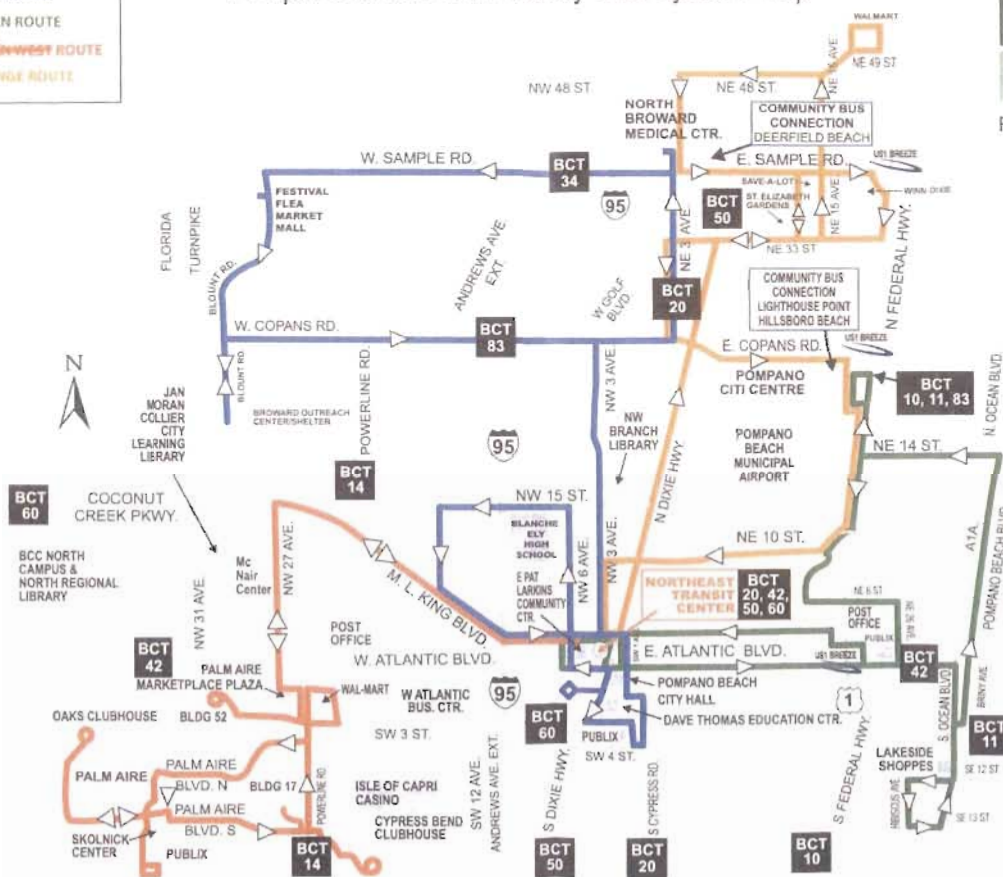 N ROUTE
N WEST ROUTE
NGE ROUTE
WALMART
NE 49 ST
NE 15 AVE
NW 48 ST.
NE 48 ST.
NORTH
BROWARD
MEDICAL CTR.
COMMUNITY BUS
CONNECTION
DEERFIELD BEACH
W. SAMPLE RD.
BCT
34
E. SAMPLE RD.
US1 BREEZE
95
BCT
50
SAVE-A-LOT
ST. ELIZABETH
GARDENS
NE 15 AVE
WINN DIXIE
FESTIVAL
FLEA
MARKET
MALL
FLORIDA
TURNPIKE
BLOUNT RD.
ANDREWS AVE
EXT.
NE 3 AVE
NE 33 ST
N FEDERAL HWY.
W GOLF
BLVD
BCT
20
COMMUNITY BUS
CONNECTION
LIGHTHOUSE POINT
HILLSBORO BEACH
W. COPANS RD.
BCT
83
E. COPANS RD.
US1 BREEZE
N
BLOUNT RD.
BROWARD OUTREACH
CENTER/SHELTER
POWERLINE RD.
NW 3 AVE.
POMPANO
CITI CENTRE
BCT
10, 11, 83
N. OCEAN BLVD.
JAN
MORAN
COLLIER
CITY
LEARNING
LIBRARY
95
NW
BRANCH
LIBRARY
N DIXIE HWY.
POMPANO
BEACH
MUNICIPAL
AIRPORT
NE 14 ST.
BCT
14
BCT
60
COCONUT
CREEK PKWY.
NW 15 ST.
BLANCHE
ELY
HIGH
SCHOOL
NE 10 ST.
A1A
POMPANO BEACH BLVD
BCC NORTH
CAMPUS &
NORTH REGIONAL
LIBRARY
NW 31 AVE.
Mc
Nair
Center
NW 27 AVE.
M. L. KING BLVD.
NW 6 AVE.
NW 3 AVE.
E PAT
LARKINS
COMMUNITY
CTR.
NORTHEAST
TRANSIT
CENTER
BCT
20, 42,
50, 60
NE 6 ST
POST
OFFICE
PUBLIX
POST
OFFICE
BCT
42
W. ATLANTIC BLVD.
E. ATLANTIC BLVD.
US1 BREEZE
BCT
42
PALM AIRE
MARKETPLACE PLAZA
WAL-MART
W ATLANTIC
BUS. CTR.
95
POMPANO BEACH
CITY HALL
1
S. OCEAN BLVD
BRINY AVE
OAKS CLUBHOUSE
BLDG 52
SW 3 ST.
BCT
60
PUBLIX
SW 4 ST.
DAVE THOMAS EDUCATION CTR.
BCT
11
PALM AIRE
PALM AIRE
BLVD. N
BLDG 17
POWERLINE RD.
ISLE OF CAPRI
CASINO
SW 12 AVE.
ANDREWS AVE. EXT.
S DIXIE HWY.
S CYPRESS RD.
S FEDERAL HWY.
LAKESIDE
SHOPPES
SE 12 ST
HIBISCUS AVE.
SE 13 ST
PALM AIRE
BLVD. S
CYPRESS BEND
CLUBHOUSE
SKOLNICK
CENTER
PUBLIX
BCT
14
BCT
50
BCT
20
BCT
10